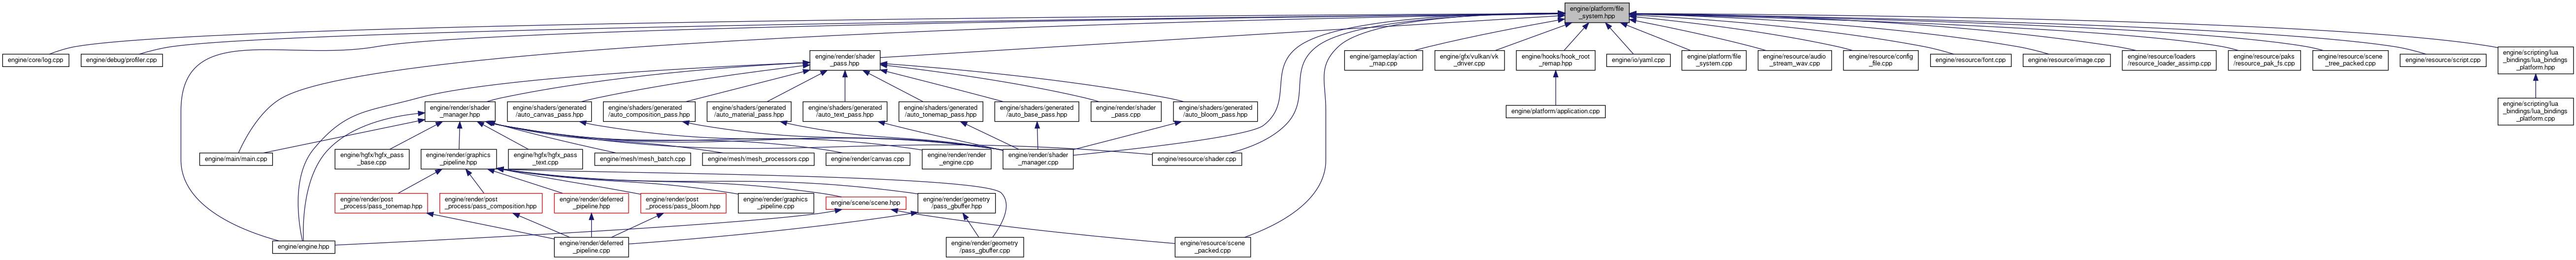 engine/platform/file
_system.hpp
engine/core/log.cpp
engine/debug/profiler.cpp
engine/render/shader
_pass.hpp
engine/gameplay/action
_map.cpp
engine/gfx/vulkan/vk
_driver.cpp
engine/hooks/hook_root
_remap.hpp
engine/io/yaml.cpp
engine/platform/file
_system.cpp
engine/resource/audio
_stream_wav.cpp
engine/resource/config
_file.cpp
engine/resource/font.cpp
engine/resource/image.cpp
engine/resource/loaders
/resource_loader_assimp.cpp
engine/resource/paks
/resource_pak_fs.cpp
engine/resource/scene
_tree_packed.cpp
engine/resource/script.cpp
engine/scripting/lua
_bindings/lua_bindings
_platform.hpp
engine/render/shader
_manager.hpp
engine/shaders/generated
/auto_canvas_pass.hpp
engine/shaders/generated
/auto_composition_pass.hpp
engine/shaders/generated
/auto_material_pass.hpp
engine/shaders/generated
/auto_text_pass.hpp
engine/shaders/generated
/auto_tonemap_pass.hpp
engine/shaders/generated
/auto_base_pass.hpp
engine/render/shader
_pass.cpp
engine/shaders/generated
/auto_bloom_pass.hpp
engine/platform/application.cpp
engine/scripting/lua
_bindings/lua_bindings
_platform.cpp
engine/main/main.cpp
engine/hgfx/hgfx_pass
_base.cpp
engine/render/graphics
_pipeline.hpp
engine/hgfx/hgfx_pass
_text.cpp
engine/mesh/mesh_batch.cpp
engine/mesh/mesh_processors.cpp
engine/render/canvas.cpp
engine/render/render
_engine.cpp
engine/render/shader
_manager.cpp
engine/resource/shader.cpp
engine/render/post
_process/pass_tonemap.hpp
engine/render/post
_process/pass_composition.hpp
engine/render/deferred
_pipeline.hpp
engine/render/post
_process/pass_bloom.hpp
engine/render/graphics
_pipeline.cpp
engine/scene/scene.hpp
engine/render/geometry
/pass_gbuffer.hpp
engine/engine.hpp
engine/render/deferred
_pipeline.cpp
engine/render/geometry
/pass_gbuffer.cpp
engine/resource/scene
_packed.cpp